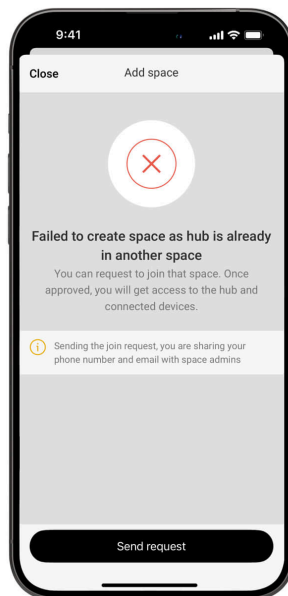 9:41
Close Add space
Failed to create space as hub is already
in another space
You can request to join that space. Once
approved, you will get access to the hub and
connected devices.
Sending the join request, you are sharing your
phone number and email with space admins
Send request